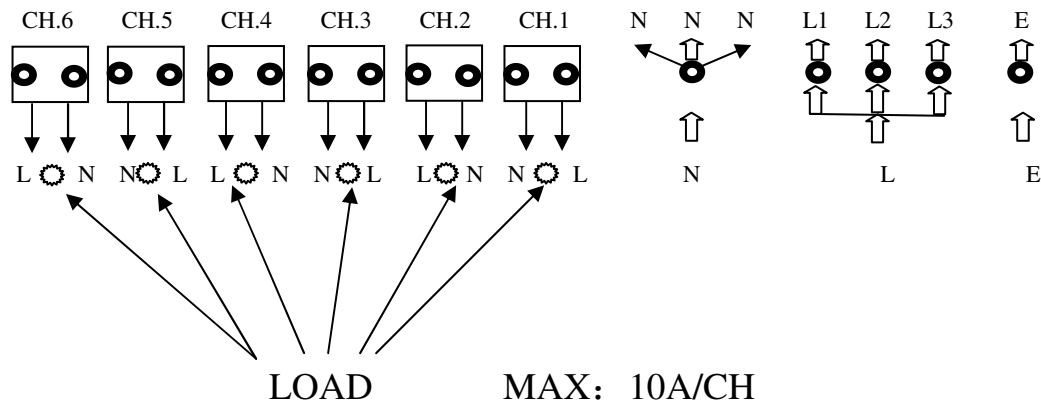 CH.6 CH.5 CH.4 CH.3 CH.2 CH.1 N N N L1 L2 L3 E
L N N L L N N L L N N L N L E
LOAD MAX：10A/CH